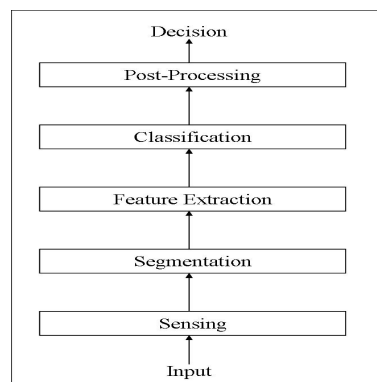 Decision
Post-Processing
Classification
Feature Extraction
Segmentation
Sensing
Input